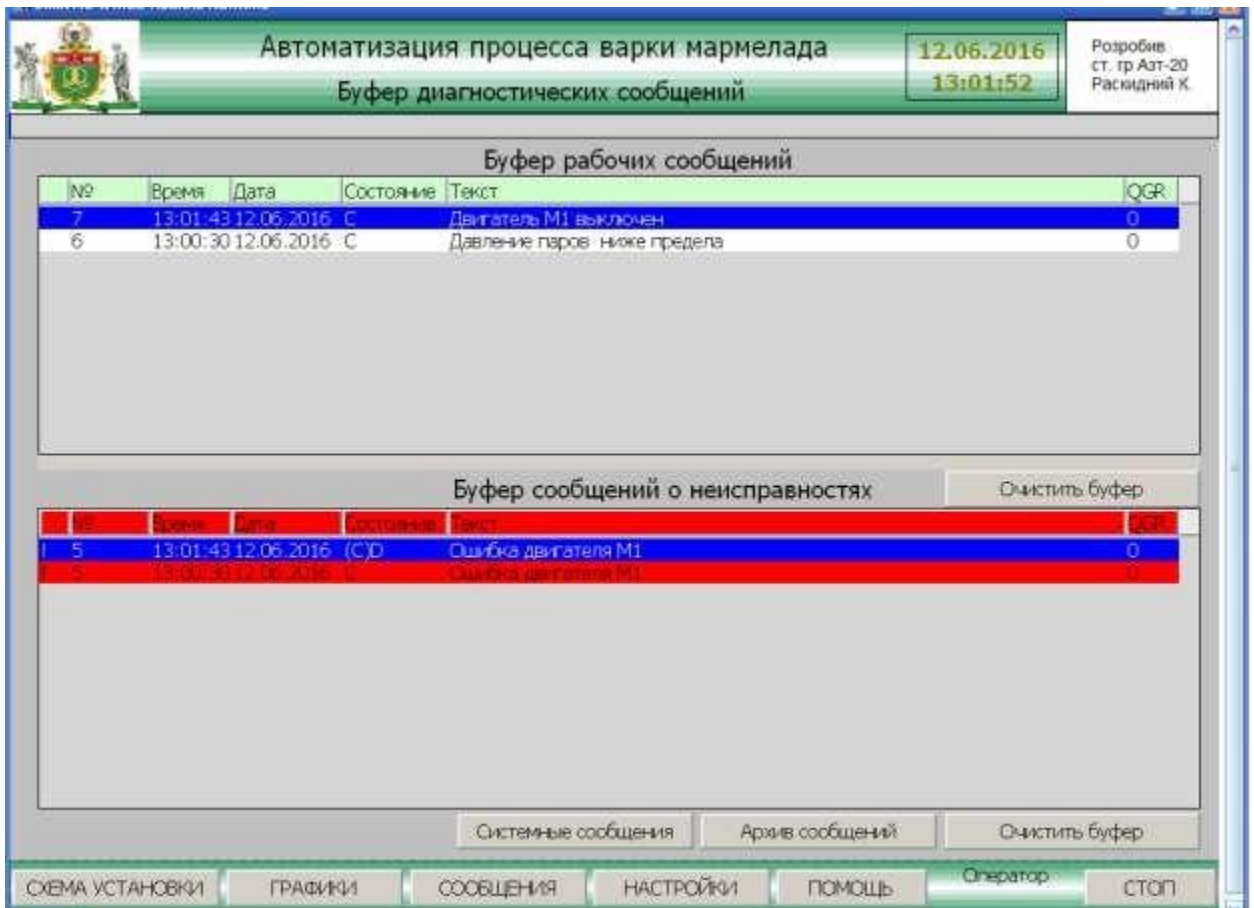 Автоматизация процесса варки мармелада
Буфер диагностических сообщений
12.06.2016
13:01:52
Розробив
ст. гр Азт-20
Раскидний К.
Буфер рабочих сообщений
№ Время Дата Состояние Текст QGR
7 13:01:43 12.06.2016 C Двигатель М1 выключен 0
6 13:00:30 12.06.2016 C Давление паров ниже предела 0
Буфер сообщений о неисправностях
Очистить буфер
№ Время Дата Состояние Текст QGR
! 5 13:01:43 12.06.2016 (C)D Ошибка двигателя М1 0
! 5 13:00:30 12.06.2016 C Ошибка двигателя М1 0
Системные сообщения
Архив сообщений
Очистить буфер
СХЕМА УСТАНОВКИ
ГРАФИКИ
СООБЩЕНИЯ
НАСТРОЙКИ
ПОМОЩЬ
Оператор
СТОП